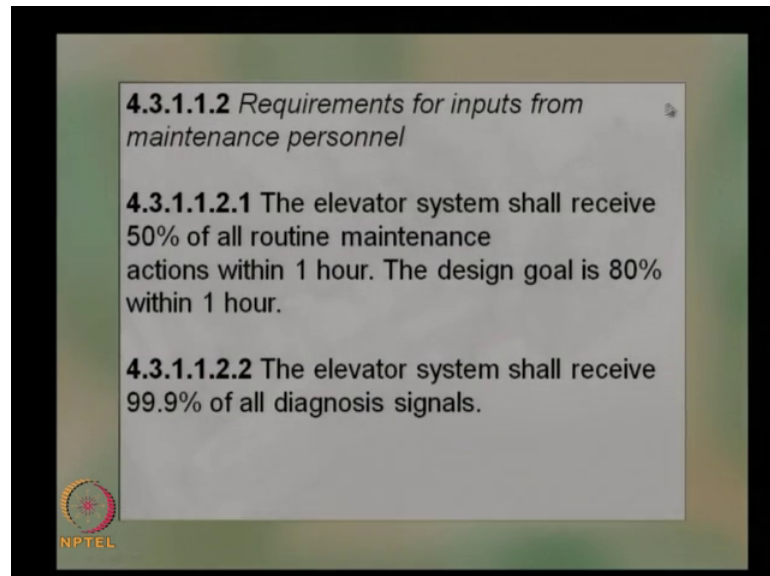 4.3.1.1.2 Requirements for inputs from
maintenance personnel
4.3.1.1.2.1 The elevator system shall receive
50% of all routine maintenance
actions within 1 hour. The design goal is 80%
within 1 hour.
4.3.1.1.2.2 The elevator system shall receive
99.9% of all diagnosis signals.
NPTEL